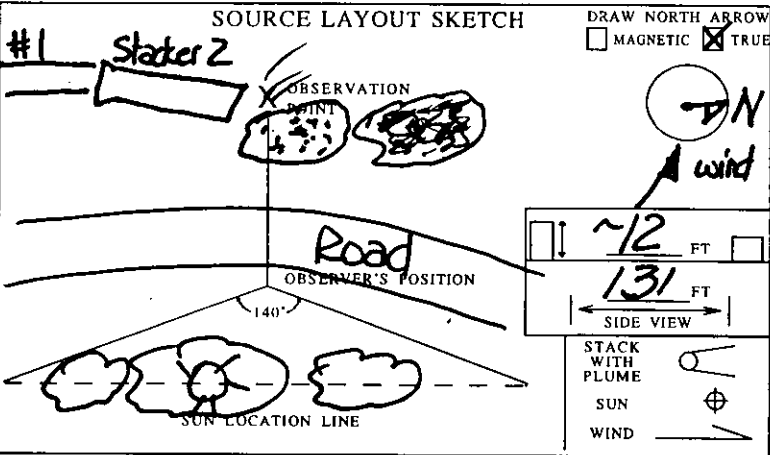 SOURCE LAYOUT SKETCH
DRAW NORTH ARROW
MAGNETIC TRUE
#1 Stacker 2
OBSERVATION
POINT
N
wind
~12 FT
Road
OBSERVER'S POSITION
131 FT
140°
SIDE VIEW
STACK
WITH
PLUME
SUN
WIND
SUN LOCATION LINE